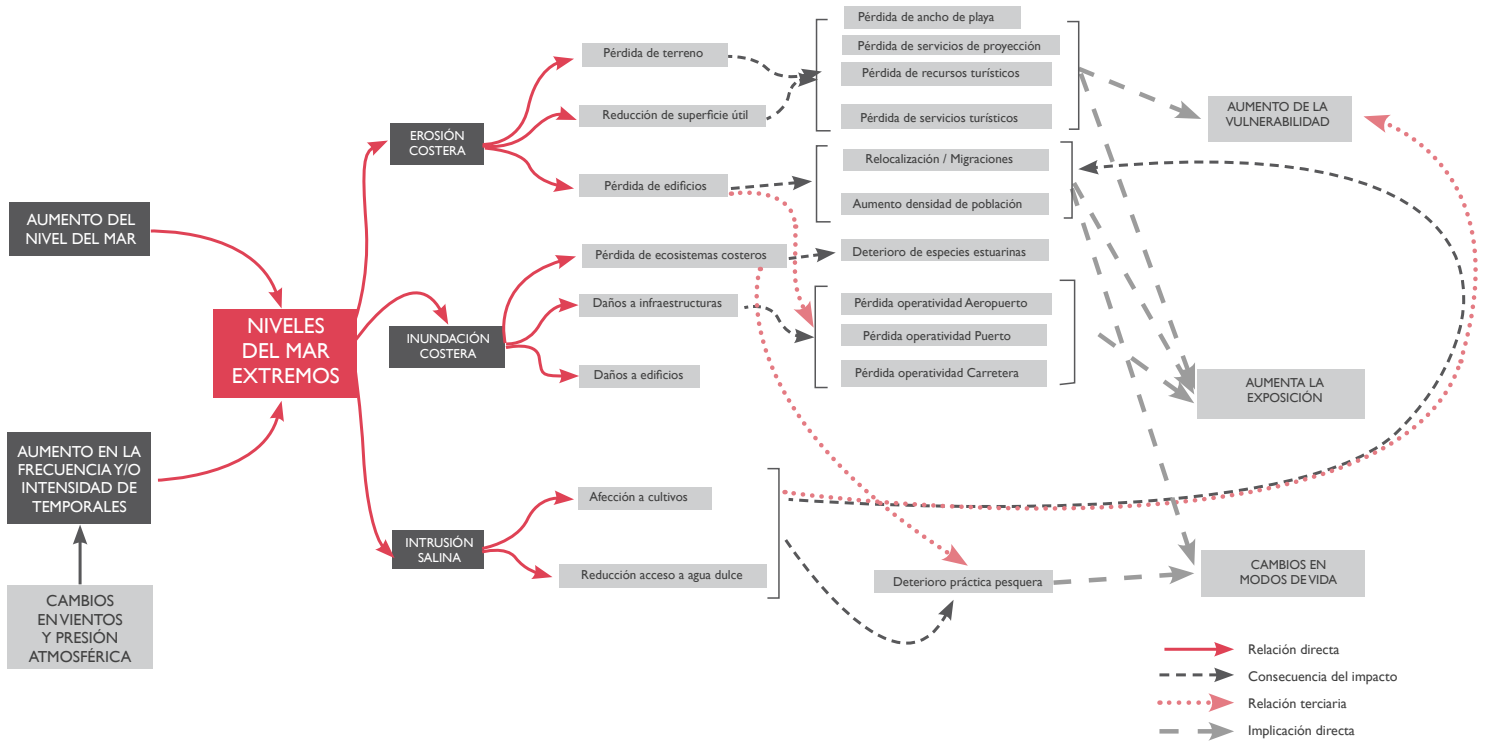 AUMENTO DEL
NIVEL DEL MAR
AUMENTO EN LA
FRECUENCIA Y/O
INTENSIDAD DE
TEMPORALES
CAMBIOS
EN VIENTOS
Y PRESIÓN
ATMOSFÉRICA
NIVELES
DEL MAR
EXTREMOS
EROSIÓN
COSTERA
INUNDACIÓN
COSTERA
INTRUSIÓN
SALINA
Pérdida de terreno
Reducción de superficie útil
Pérdida de edificios
Pérdida de ecosistemas costeros
Daños a infraestructuras
Daños a edificios
Afección a cultivos
Reducción acceso a agua dulce
Pérdida de ancho de playa
Pérdida de servicios de proyección
Pérdida de recursos turísticos
Pérdida de servicios turísticos
Relocalización / Migraciones
Aumento densidad de población
Deterioro de especies estuarinas
Pérdida operatividad Aeropuerto
Pérdida operatividad Puerto
Pérdida operatividad Carretera
Deterioro práctica pesquera
AUMENTO DE LA
VULNERABILIDAD
AUMENTA LA
EXPOSICIÓN
CAMBIOS EN
MODOS DE VIDA
Relación directa
Consecuencia del impacto
Relación terciaria
Implicación directa